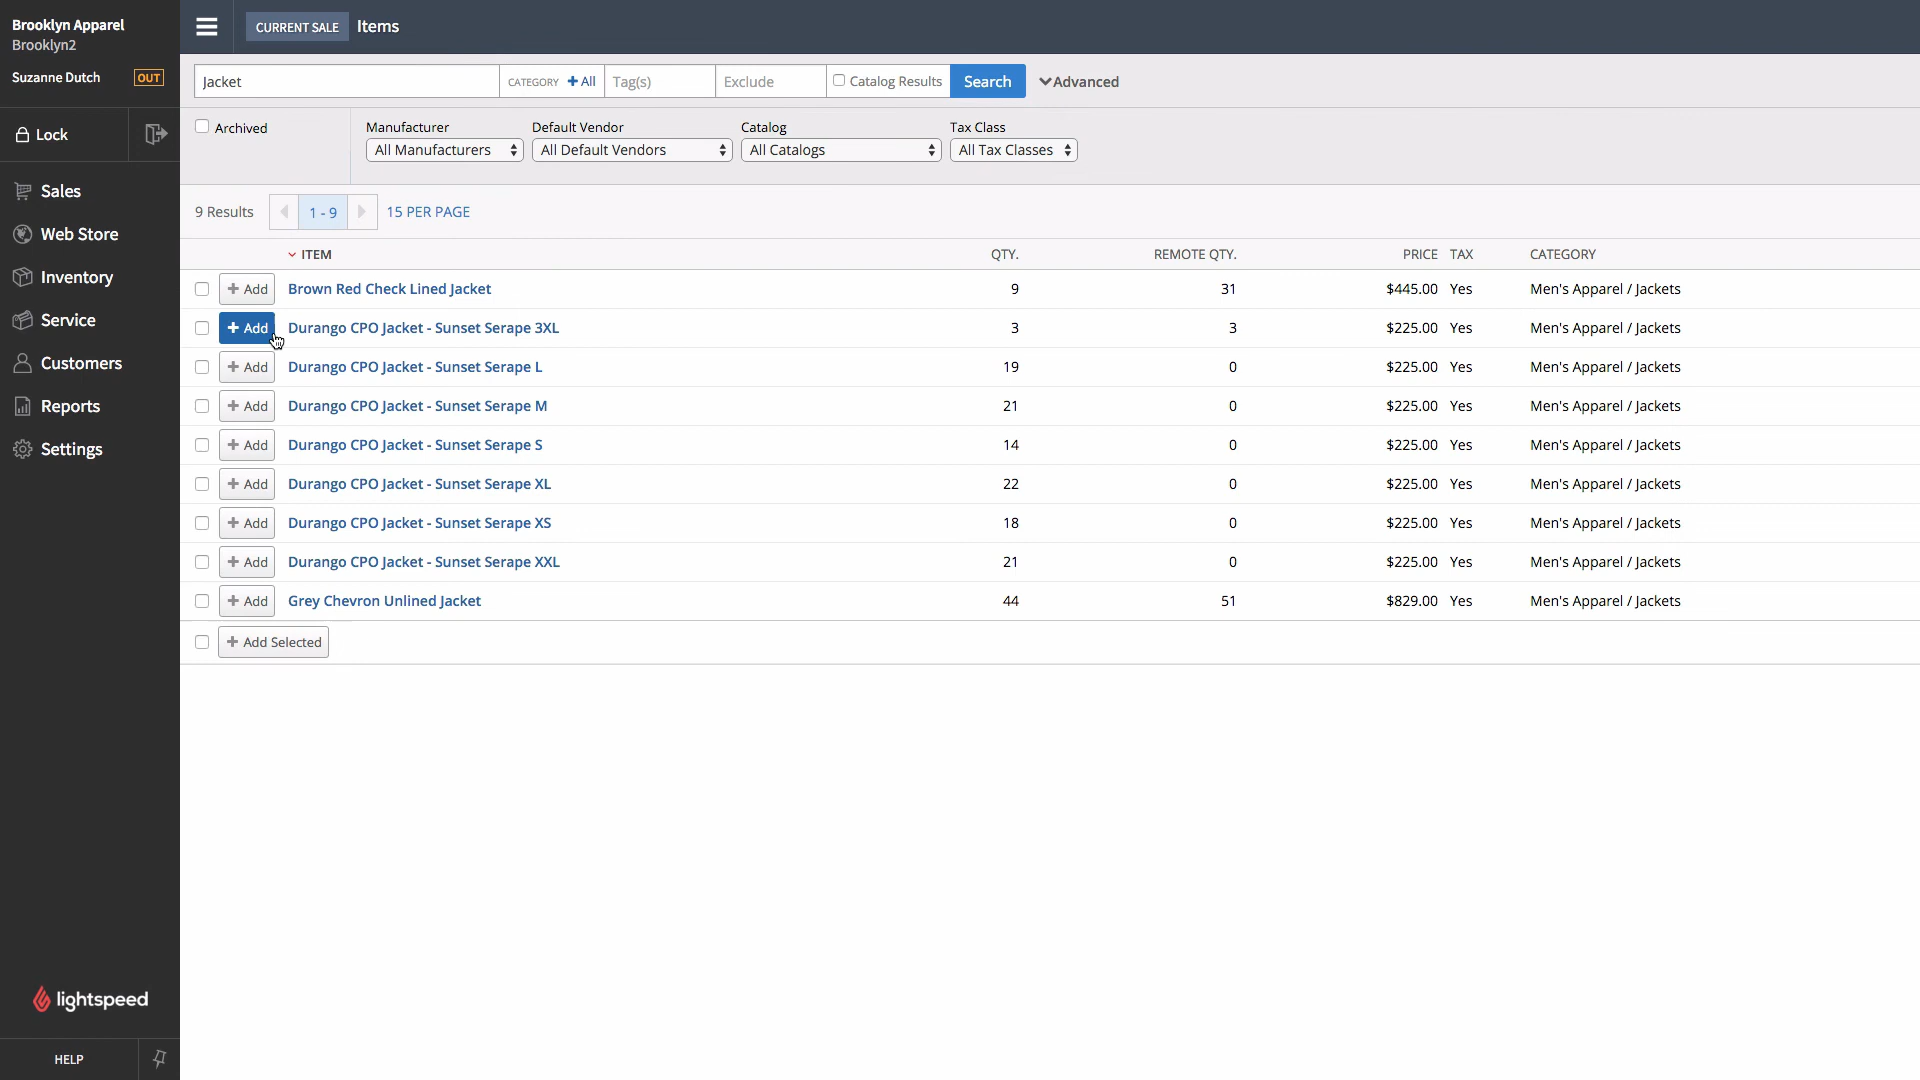 Brooklyn Apparel
Brooklyn2
Suzanne Dutch OUT
Lock
Sales
Web Store
Inventory
Service
Customers
Reports
Settings
lightspeed
HELP
CURRENT SALE Items
Jacket CATEGORY + All Tag(s) Exclude Catalog Results Search Advanced
Archived
Manufacturer Default Vendor Catalog Tax Class
All Manufacturers All Default Vendors All Catalogs All Tax Classes
9 Results 1 - 9 15 PER PAGE
ITEM QTY. REMOTE QTY. PRICE TAX CATEGORY
+ Add Brown Red Check Lined Jacket 9 31 $445.00 Yes Men's Apparel / Jackets
+ Add Durango CPO Jacket - Sunset Serape 3XL 3 3 $225.00 Yes Men's Apparel / Jackets
+ Add Durango CPO Jacket - Sunset Serape L 19 0 $225.00 Yes Men's Apparel / Jackets
+ Add Durango CPO Jacket - Sunset Serape M 21 0 $225.00 Yes Men's Apparel / Jackets
+ Add Durango CPO Jacket - Sunset Serape S 14 0 $225.00 Yes Men's Apparel / Jackets
+ Add Durango CPO Jacket - Sunset Serape XL 22 0 $225.00 Yes Men's Apparel / Jackets
+ Add Durango CPO Jacket - Sunset Serape XS 18 0 $225.00 Yes Men's Apparel / Jackets
+ Add Durango CPO Jacket - Sunset Serape XXL 21 0 $225.00 Yes Men's Apparel / Jackets
+ Add Grey Chevron Unlined Jacket 44 51 $829.00 Yes Men's Apparel / Jackets
+ Add Selected